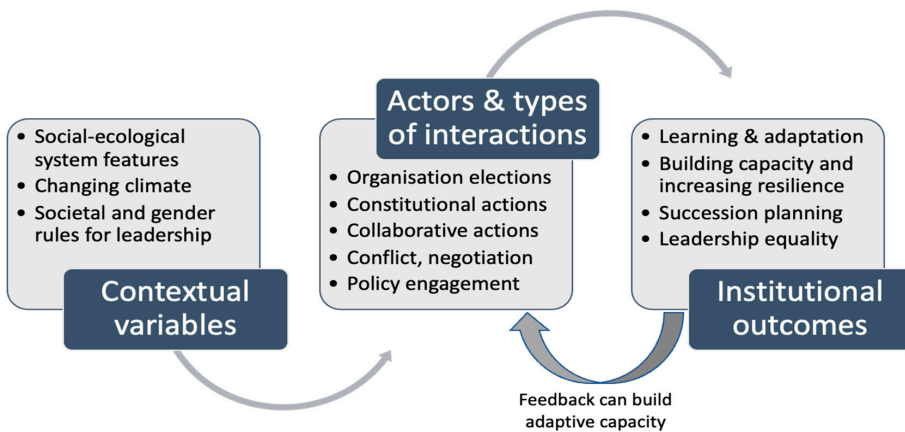 • Social-ecological
system features
• Changing climate
• Societal and gender
rules for leadership
Contextual
variables
Actors & types
of interactions
• Organisation elections
• Constitutional actions
• Collaborative actions
• Conflict, negotiation
• Policy engagement
• Learning & adaptation
• Building capacity and
increasing resilience
• Succession planning
• Leadership equality
Institutional
outcomes
Feedback can build
adaptive capacity